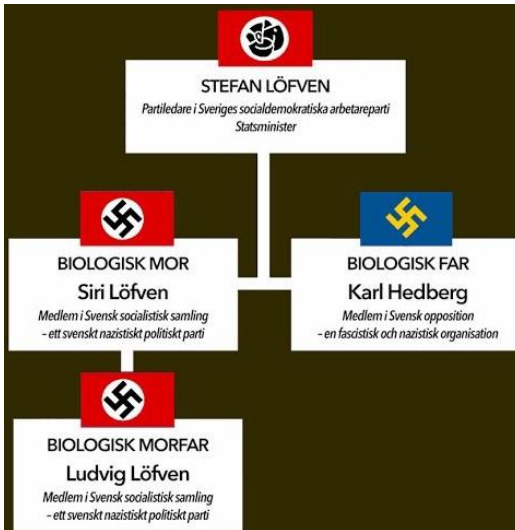 STEFAN LÖFVEN
Partiledare i Sveriges socialdemokratiska arbetareparti
Statsminister
BIOLOGISK MOR
Siri Löfven
Medlem i Svensk socialistisk samling
– ett svenskt nazistiskt politiskt parti
BIOLOGISK FAR
Karl Hedberg
Medlem i Svensk opposition
– en fascistisk och nazistisk organisation
BIOLOGISK MORFAR
Ludvig Löfven
Medlem i Svensk socialistisk samling
– ett svenskt nazistiskt politiskt parti